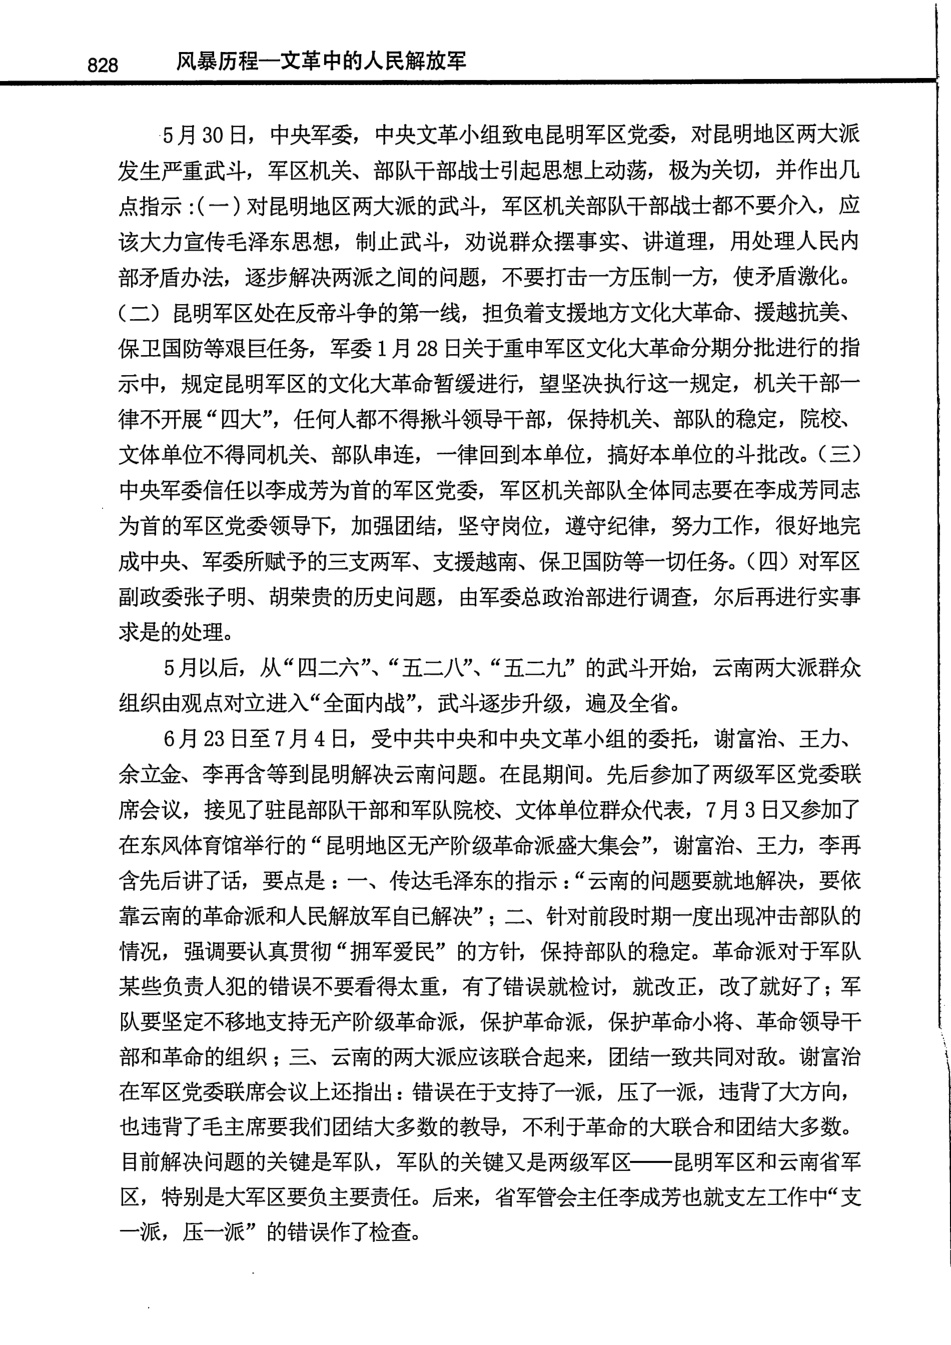 828 风暴历程—文革中的人民解放军
5月30日，中央军委，中央文革小组致电昆明军区党委，对昆明地区两大派
发生严重武斗，军区机关、部队干部战士引起思想上动荡，极为关切，并作出几
点指示:(一)对昆明地区两大派的武斗，军区机关部队干部战士都不要介入，应
该大力宣传毛泽东思想，制止武斗，劝说群众摆事实、讲道理，用处理人民内
部矛盾办法，逐步解决两派之间的问题，不要打击一方压制一方，使矛盾激化。
（二）昆明军区处在反帝斗争的第一线，担负着支援地方文化大革命、援越抗美、
保卫国防等艰巨任务，军委1月28日关于重申军区文化大革命分期分批进行的指
示中，规定昆明军区的文化大革命暂缓进行，望坚决执行这一规定，机关干部一
律不开展“四大”，任何人都不得揪斗领导干部，保持机关、部队的稳定，院校、
文体单位不得同机关、部队串连，一律回到本单位，搞好本单位的斗批改。（三）
中央军委信任以李成芳为首的军区党委，军区机关部队全体同志要在李成芳同志
为首的军区党委领导下，加强团结，坚守岗位，遵守纪律，努力工作，很好地完
成中央、军委所赋予的三支两军、支援越南、保卫国防等一切任务。（四）对军区
副政委张子明、胡荣贵的历史问题，由军委总政治部进行调查，尔后再进行实事
求是的处理。
5月以后，从“四二六”、“五二八”、“五二九”的武斗开始，云南两大派群众
组织由观点对立进入“全面内战”，武斗逐步升级，遍及全省。
6月23日至7月4日，受中共中央和中央文革小组的委托，谢富治、王力、
余立金、李再含等到昆明解决云南问题。在昆期间。先后参加了两级军区党委联
席会议，接见了驻昆部队干部和军队院校、文体单位群众代表，7月3日又参加了
在东风体育馆举行的“昆明地区无产阶级革命派盛大集会”，谢富治、王力，李再
含先后讲了话，要点是：一、传达毛泽东的指示：“云南的问题要就地解决，要依
靠云南的革命派和人民解放军自已解决”；二、针对前段时期一度出现冲击部队的
情况，强调要认真贯彻“拥军爱民”的方针，保持部队的稳定。革命派对于军队
某些负责人犯的错误不要看得太重，有了错误就检讨，就改正，改了就好了；军
队要坚定不移地支持无产阶级革命派，保护革命派，保护革命小将、革命领导干
部和革命的组织；三、云南的两大派应该联合起来，团结一致共同对敌。谢富治
在军区党委联席会议上还指出：错误在于支持了一派，压了一派，违背了大方向，
也违背了毛主席要我们团结大多数的教导，不利于革命的大联合和团结大多数。
目前解决问题的关键是军队，军队的关键又是两级军区——昆明军区和云南省军
区，特别是大军区要负主要责任。后来，省军管会主任李成芳也就支左工作中“支
一派，压一派”的错误作了检查。